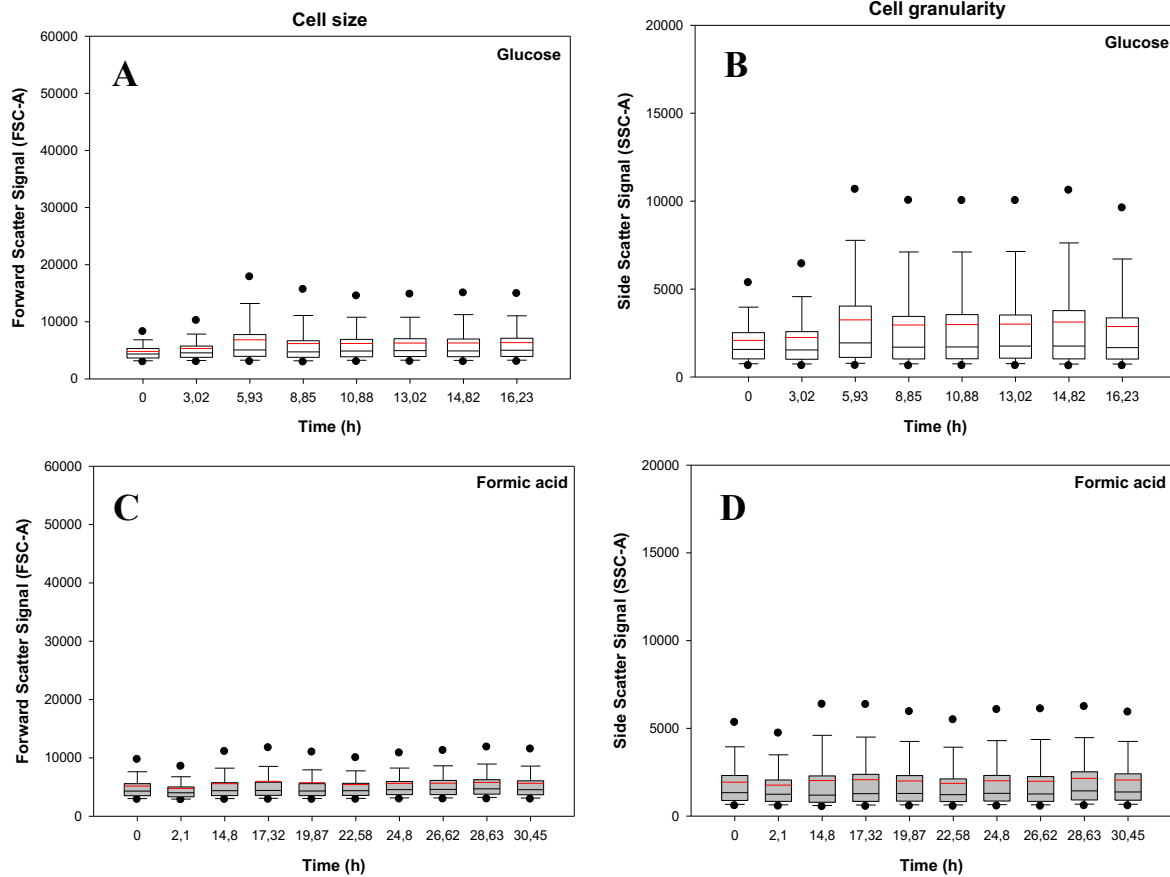 Cell size
60000
50000
40000
30000
20000
10000
0
Forward Scatter Signal (FSC-A)
A
Glucose
0 3,02 5,93 8,85 10,88 13,02 14,82 16,23
Time (h)
Cell granularity
20000
15000
10000
5000
0
Side Scatter Signal (SSC-A)
B
Glucose
0 3,02 5,93 8,85 10,88 13,02 14,82 16,23
Time (h)
60000
50000
40000
30000
20000
10000
0
Forward Scatter Signal (FSC-A)
C
Formic acid
0 2,1 14,8 17,32 19,87 22,58 24,8 26,62 28,63 30,45
Time (h)
20000
15000
10000
5000
0
Side Scatter Signal (SSC-A)
D
Formic acid
0 2,1 14,8 17,32 19,87 22,58 24,8 26,62 28,63 30,45
Time (h)